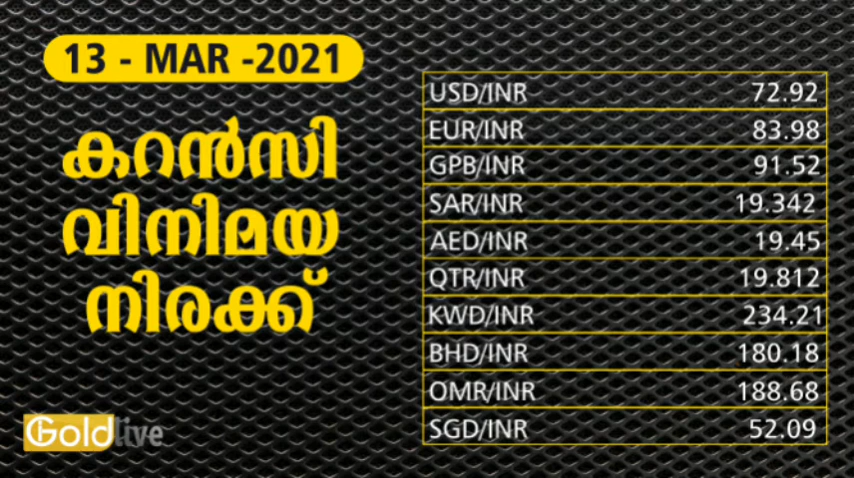 13 - MAR -2021
കറൻസി
വിനിമയ
നിരക്ക്
USD/INR 72.92
EUR/INR 83.98
GPB/INR 91.52
SAR/INR 19.342
AED/INR 19.45
QTR/INR 19.812
KWD/INR 234.21
BHD/INR 180.18
OMR/INR 188.68
SGD/INR 52.09
Goldlive